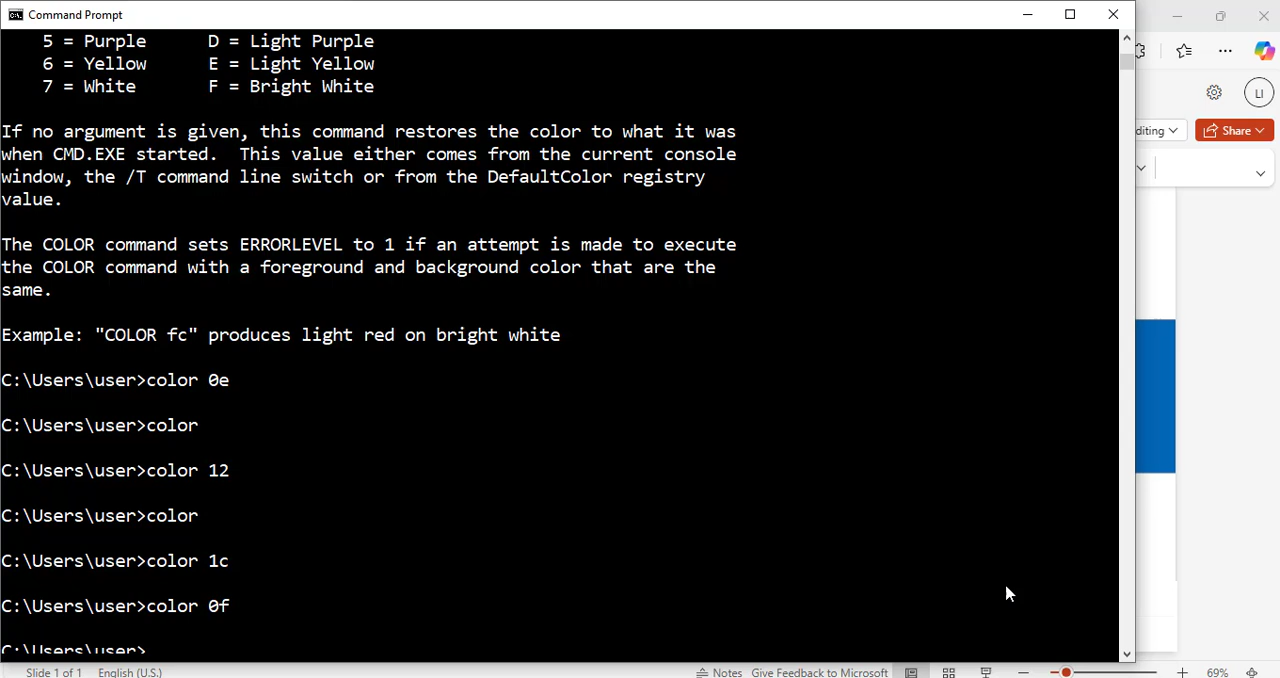 Command Prompt
5 = Purple D = Light Purple
6 = Yellow E = Light Yellow
7 = White F = Bright White
If no argument is given, this command restores the color to what it was
when CMD.EXE started. This value either comes from the current console
window, the /T command line switch or from the DefaultColor registry
value.
The COLOR command sets ERRORLEVEL to 1 if an attempt is made to execute
the COLOR command with a foreground and background color that are the
same.
Example: "COLOR fc" produces light red on bright white
C:\Users\user>color 0e
C:\Users\user>color
C:\Users\user>color 12
C:\Users\user>color
C:\Users\user>color 1c
C:\Users\user>color 0f
C:\Users\user>
LI
diting
Share
Slide 1 of 1 English (U.S.) Notes Give Feedback to Microsoft 69%